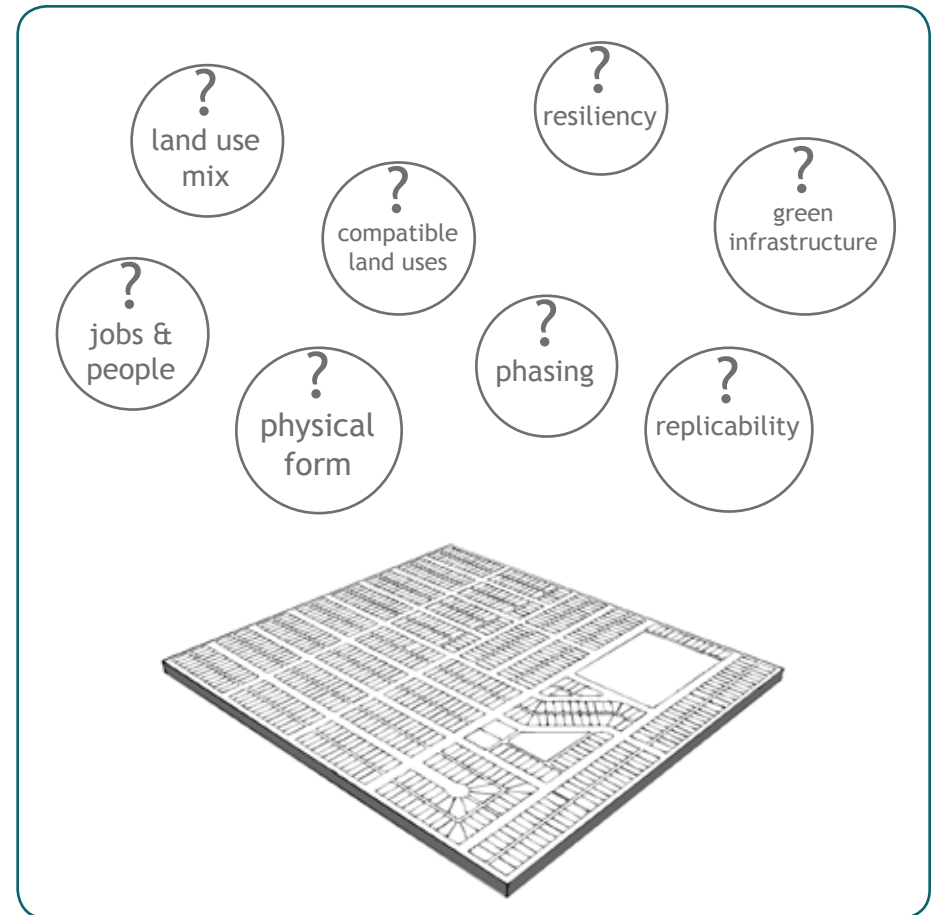 ?
land use
mix
?
resiliency
?
compatible
land uses
?
green
infrastructure
?
jobs &
people
?
physical
form
?
phasing
?
replicability